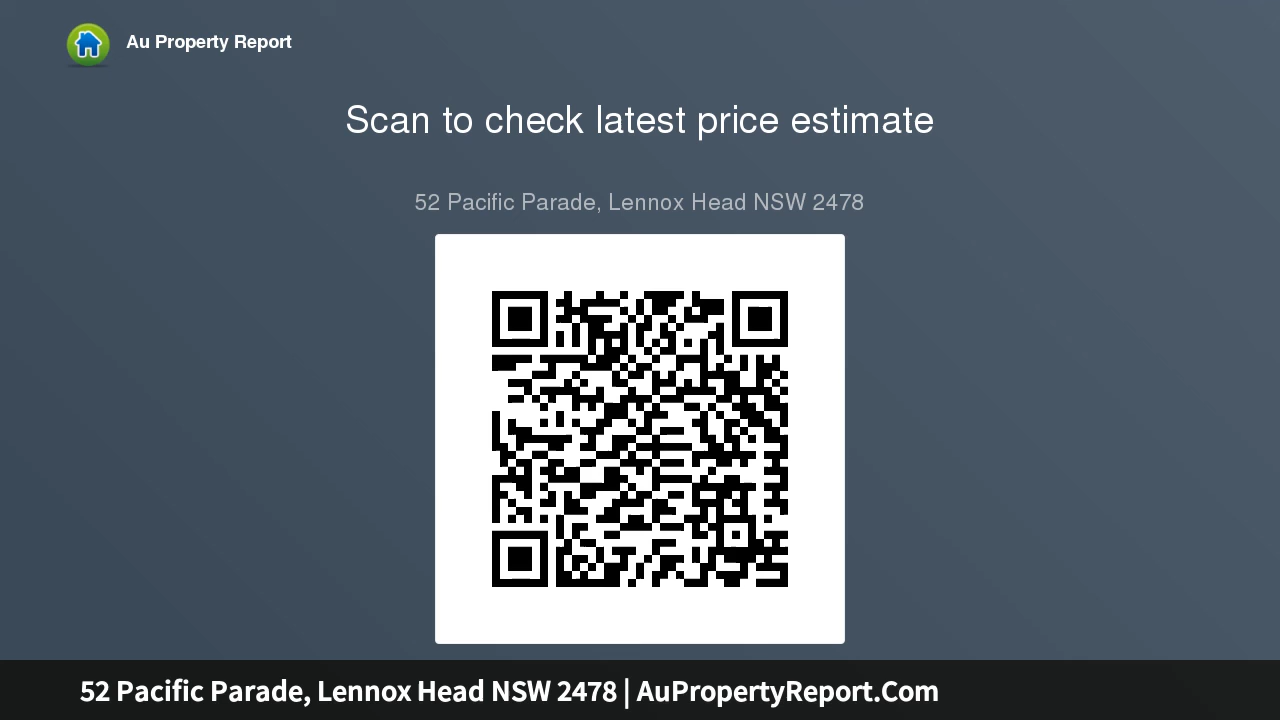 Au Property Report
Scan to check latest price estimate
52 Pacific Parade, Lennox Head NSW 2478
52 Pacific Parade, Lennox Head NSW 2478 | AuPropertyReport.Com